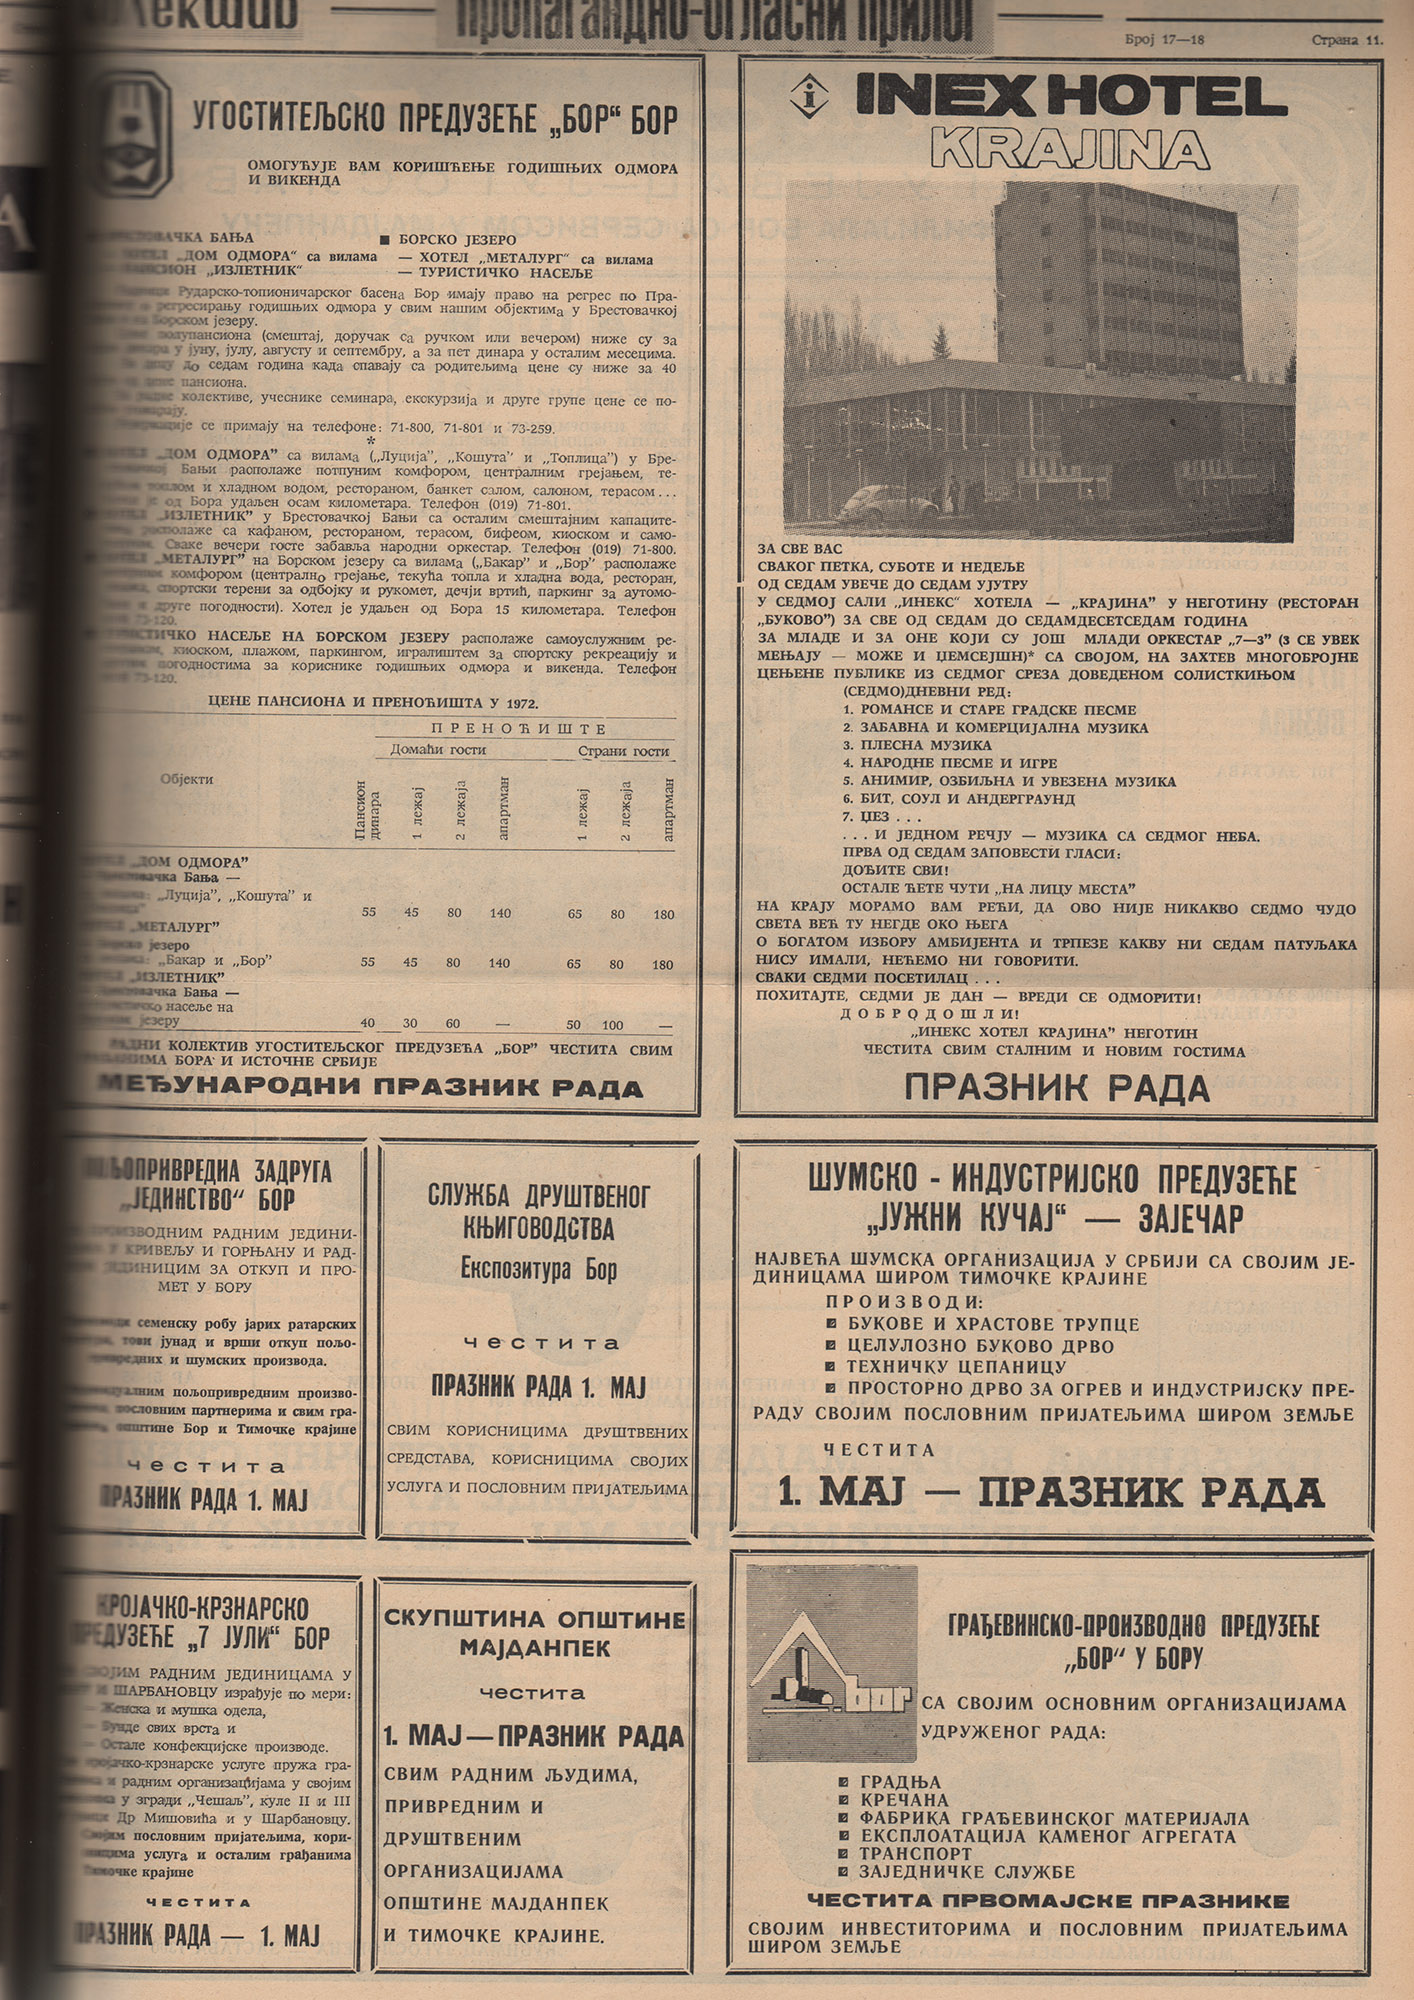 Пропагандно-огласни прилог
Број 17—18
Страна 11.
УГОСТИТЕЉСКО ПРЕДУЗЕЋЕ „БОР“ БОР
ОМОГУЋУЈЕ ВАМ КОРИШЋЕЊЕ ГОДИШЊИХ ОДМОРА
И ВИКЕНДА
БАЊА
„ДОМ ОДМОРА“ са вилама
„ИЗЛЕТНИК“
■ БОРСКО ЈЕЗЕРО
— ХОТЕЛ „МЕТАЛУРГ“ са вилама
— ТУРИСТИЧКО НАСЕЉЕ
Рударско-топионичарског басена Бор имају право на регрес по Пра-
регресирању годишњих одмора у свим нашим објектима у Брестовачкој
језеру.
полупансиона (смештај, доручак са ручком или вечером) ниже су за
у јуну, јулу, августу и септембру, а за пет динара у осталим месецима.
до седам година када спавају са родитељима цене су ниже за 40
пансиона.
колективе, учеснике семинара, екскурзија и друге групе цене се по-
се примају на телефоне: 71-800, 71-801 и 73-259.
*
„ДОМ ОДМОРА” са вилама („Луција”, „Кошута” и „Топлица”) у Бре-
Бањи располаже потпуним комфором, централним грејањем, те-
и хладном водом, рестораном, банкет салом, салоном, терасом...
од Бора удаљен осам километара. Телефон (019) 71-801.
„ИЗЛЕТНИК” у Брестовачкој Бањи са осталим смештајним капаците-
са кафаном, рестораном, терасом, бифеом, киоском и само-
Сваке вечери госте забавља народни оркестар. Телефон (019) 71-800.
„МЕТАЛУРГ” на Борском језеру са вилама („Бакар” и „Бор” располаже
комфором (централно грејање, текућа топла и хладна вода, ресторан,
спортски терени за одбојку и рукомет, дечји вртић, паркинг за аутомо-
и друге погодности). Хотел је удаљен од Бора 15 километара. Телефон
73-120.
ТУРИСТИЧКО НАСЕЉЕ НА БОРСКОМ ЈЕЗЕРУ располаже самоуслужним ре-
киоском, плажом, паркингом, игралиштем за спортску рекреацију и
погодностима за кориснике годишњих одмора и викенда. Телефон
73-120.
ЦЕНЕ ПАНСИОНА И ПРЕНОЋИШТА У 1972.
ПРЕНОЋИШТЕ
Домаћи гости
Страни гости
Објекти
Пансион динара
1 лежај
2 лежаја
апартман
1 лежај
2 лежаја
апартман
„ДОМ ОДМОРА”
Бања —
„Луција”, „Кошута” и
55 45 80 140 65 80 180
„МЕТАЛУРГ”
језеро
„Бакар и „Бор” 55 45 80 140 65 80 180
„ИЗЛЕТНИК”
Бања —
насеље на
језеру 40 30 60 — 50 100 —
РАДНИ КОЛЕКТИВ УГОСТИТЕЉСКОГ ПРЕДУЗЕЋА „БОР” ЧЕСТИТА СВИМ
БОРА И ИСТОЧНЕ СРБИЈЕ
МЕЂУНАРОДНИ ПРАЗНИК РАДА
INEX HOTEL
KRAJINA
ЗА СВЕ ВАС
СВАКОГ ПЕТКА, СУБОТЕ И НЕДЕЉЕ
ОД СЕДАМ УВЕЧЕ ДО СЕДАМ УЈУТРУ
У СЕДМОЈ САЛИ „ИНЕКС“ ХОТЕЛА — „КРАЈИНА” У НЕГОТИНУ (РЕСТОРАН
„БУКОВО”) ЗА СВЕ ОД СЕДАМ ДО СЕДАМДЕСЕТСЕДАМ ГОДИНА
ЗА МЛАДЕ И ЗА ОНЕ КОЈИ СУ ЈОШ МЛАДИ ОРКЕСТАР „7—3” (3 СЕ УВЕК
МЕЊАЈУ — МОЖЕ И ЏЕМСЕЈШН)* СА СВОЈОМ, НА ЗАХТЕВ МНОГОБРОЈНЕ
ЦЕЊЕНЕ ПУБЛИКЕ ИЗ СЕДМОГ СРЕЗА ДОВЕДЕНОМ СОЛИСТКИЊОМ
(СЕДМО)ДНЕВНИ РЕД:
1. РОМАНСЕ И СТАРЕ ГРАДСКЕ ПЕСМЕ
2. ЗАБАВНА И КОМЕРЦИЈАЛНА МУЗИКА
3. ПЛЕСНА МУЗИКА
4. НАРОДНЕ ПЕСМЕ И ИГРЕ
5. АНИМИР, ОЗБИЉНА И УВЕЗЕНА МУЗИКА
6. БИТ, СОУЛ И АНДЕРГРАУНД
7. ЏЕЗ . . .
. . . И ЈЕДНОМ РЕЧЈУ — МУЗИКА СА СЕДМОГ НЕБА.
ПРВА ОД СЕДАМ ЗАПОВЕСТИ ГЛАСИ:
ДОЂИТЕ СВИ!
ОСТАЛЕ ЋЕТЕ ЧУТИ „НА ЛИЦУ МЕСТА”
НА КРАЈУ МОРАМО ВАМ РЕЋИ, ДА ОВО НИЈЕ НИКАКВО СЕДМО ЧУДО
СВЕТА ВЕЋ ТУ НЕГДЕ ОКО ЊЕГА
О БОГАТОМ ИЗБОРУ АМБИЈЕНТА И ТРПЕЗЕ КАКВУ НИ СЕДАМ ПАТУЉАКА
НИСУ ИМАЛИ, НЕЋЕМО НИ ГОВОРИТИ.
СВАКИ СЕДМИ ПОСЕТИЛАЦ . . .
ПОХИТАЈТЕ, СЕДМИ ЈЕ ДАН — ВРЕДИ СЕ ОДМОРИТИ!
ДОБРОДОШЛИ!
„ИНЕКС ХОТЕЛ КРАЈИНА” НЕГОТИН
ЧЕСТИТА СВИМ СТАЛНИМ И НОВИМ ГОСТИМА
ПРАЗНИК РАДА
ПОЉОПРИВРЕДНА ЗАДРУГА
„ЈЕДИНСТВО“ БОР
РАДНИМ ЈЕДИНИ-
У КРИВЕЉУ И ГОРЊАНУ И РАД-
ЈЕДИНИЦИМ ЗА ОТКУП И ПРО-
МЕТ У БОРУ
семенску робу јарих ратарских
тови јунад и врши откуп пољо-
и шумских производа.
пољопривредним произво-
пословним партнерима и свим гра-
општине Бор и Тимочке крајине
честита
ПРАЗНИК РАДА 1. МАЈ
СЛУЖБА ДРУШТВЕНОГ
КЊИГОВОДСТВА
Експозитура Бор
честита
ПРАЗНИК РАДА 1. МАЈ
СВИМ КОРИСНИЦИМА ДРУШТВЕНИХ
СРЕДСТАВА, КОРИСНИЦИМА СВОЈИХ
УСЛУГА И ПОСЛОВНИМ ПРИЈАТЕЉИМА
ШУМСКО - ИНДУСТРИЈСКО ПРЕДУЗЕЋЕ
„ЈУЖНИ КУЧАЈ“ — ЗАЈЕЧАР
НАЈВЕЋА ШУМСКА ОРГАНИЗАЦИЈА У СРБИЈИ СА СВОЈИМ ЈЕ-
ДИНИЦАМА ШИРОМ ТИМОЧКЕ КРАЈИНЕ
ПРОИЗВОДИ:
БУКОВЕ И ХРАСТОВЕ ТРУПЦЕ
ЦЕЛУЛОЗНО БУКОВО ДРВО
ТЕХНИЧКУ ЦЕПАНИЦУ
ПРОСТОРНО ДРВО ЗА ОГРЕВ И ИНДУСТРИЈСКУ ПРЕ-
РАДУ СВОЈИМ ПОСЛОВНИМ ПРИЈАТЕЉИМА ШИРОМ ЗЕМЉЕ
ЧЕСТИТА
1. МАЈ — ПРАЗНИК РАДА
КРОЈАЧКО-КРЗНАРСКО
ПРЕДУЗЕЋЕ „7 ЈУЛИ“ БОР
СВОЈИМ РАДНИМ ЈЕДИНИЦАМА У
И ШАРБАНОВЦУ израђује по мери:
— Женска и мушка одела,
— Бунде свих врста и
— Остале конфекцијске производе.
услуге пружа гра-
и радним организацијама у својим
у згради „Чешаљ”, куле II и III
Др Мишовића и у Шарбановцу.
Својим пословним пријатељима, кори-
услуга и осталим грађанима
Тимочке крајине
ЧЕСТИТА
ПРАЗНИК РАДА — 1. МАЈ
СКУПШТИНА ОПШТИНЕ
МАЈДАНПЕК
честита
1. МАЈ—ПРАЗНИК РАДА
СВИМ РАДНИМ ЉУДИМА,
ПРИВРЕДНИМ И
ДРУШТВЕНИМ
ОРГАНИЗАЦИЈАМА
ОПШТИНЕ МАЈДАНПЕК
И ТИМОЧКЕ КРАЈИНЕ.
bor
ГРАЂЕВИНСКО-ПРОИЗВОДНО ПРЕДУЗЕЋЕ
„БОР“ У БОРУ
СА СВОЈИМ ОСНОВНИМ ОРГАНИЗАЦИЈАМА
УДРУЖЕНОГ РАДА:
ГРАДЊА
КРЕЧАНА
ФАБРИКА ГРАЂЕВИНСКОГ МАТЕРИЈАЛА
ЕКСПЛОАТАЦИЈА КАМЕНОГ АГРЕГАТА
ТРАНСПОРТ
ЗАЈЕДНИЧКЕ СЛУЖБЕ
ЧЕСТИТА ПРВОМАЈСКЕ ПРАЗНИКЕ
СВОЈИМ ИНВЕСТИТОРИМА И ПОСЛОВНИМ ПРИЈАТЕЉИМА
ШИРОМ ЗЕМЉЕ